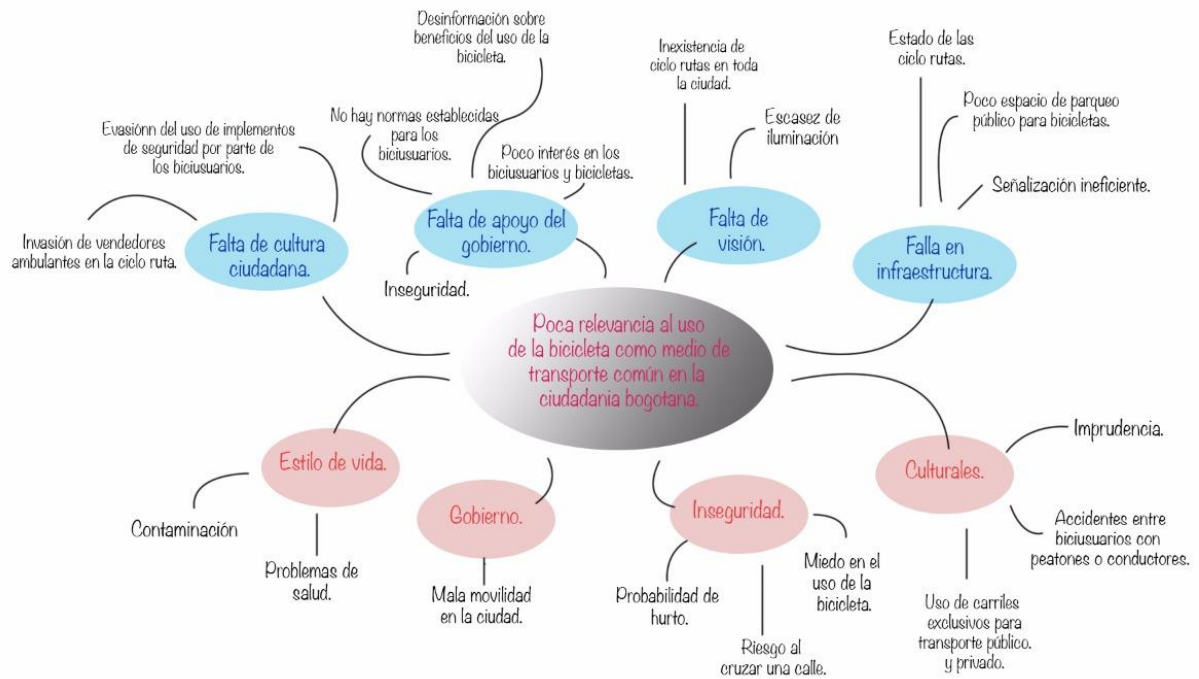 Desinformación sobre
beneficios del uso de la
bicicleta.
Inexistencia de
ciclo rutas en toda
la ciudad.
Estado de las
ciclo rutas.
Evasiónn del uso de implementos
de seguridad por parte de
los biciusuarios.
No hay normas establecidas
para los
biciusuarios.
Poco interés en los
biciusuarios y bicicletas.
Escasez de
iluminación
Poco espacio de parqueo
público para bicicletas.
Señalización ineficiente.
Invasión de vendedores
ambulantes en la ciclo ruta.
Falta de cultura
ciudadana.
Falta de apoyo del
gobierno.
Inseguridad.
Falta de
visión.
Falla en
infraestructura.
Poca relevancia al uso
de la bicicleta como medio de
transporte común en la
ciudadania bogotana.
Estilo de vida.
Contaminación
Problemas de
salud.
Gobierno.
Mala movilidad
en la ciudad.
Inseguridad.
Probabilidad de
hurto.
Riesgo al
cruzar una calle.
Miedo en el
uso de la
bicicleta.
Culturales.
Imprudencia.
Accidentes entre
biciusuarios con
peatones o conductores.
Uso de carriles
exclusivos para
transporte público.
y privado.